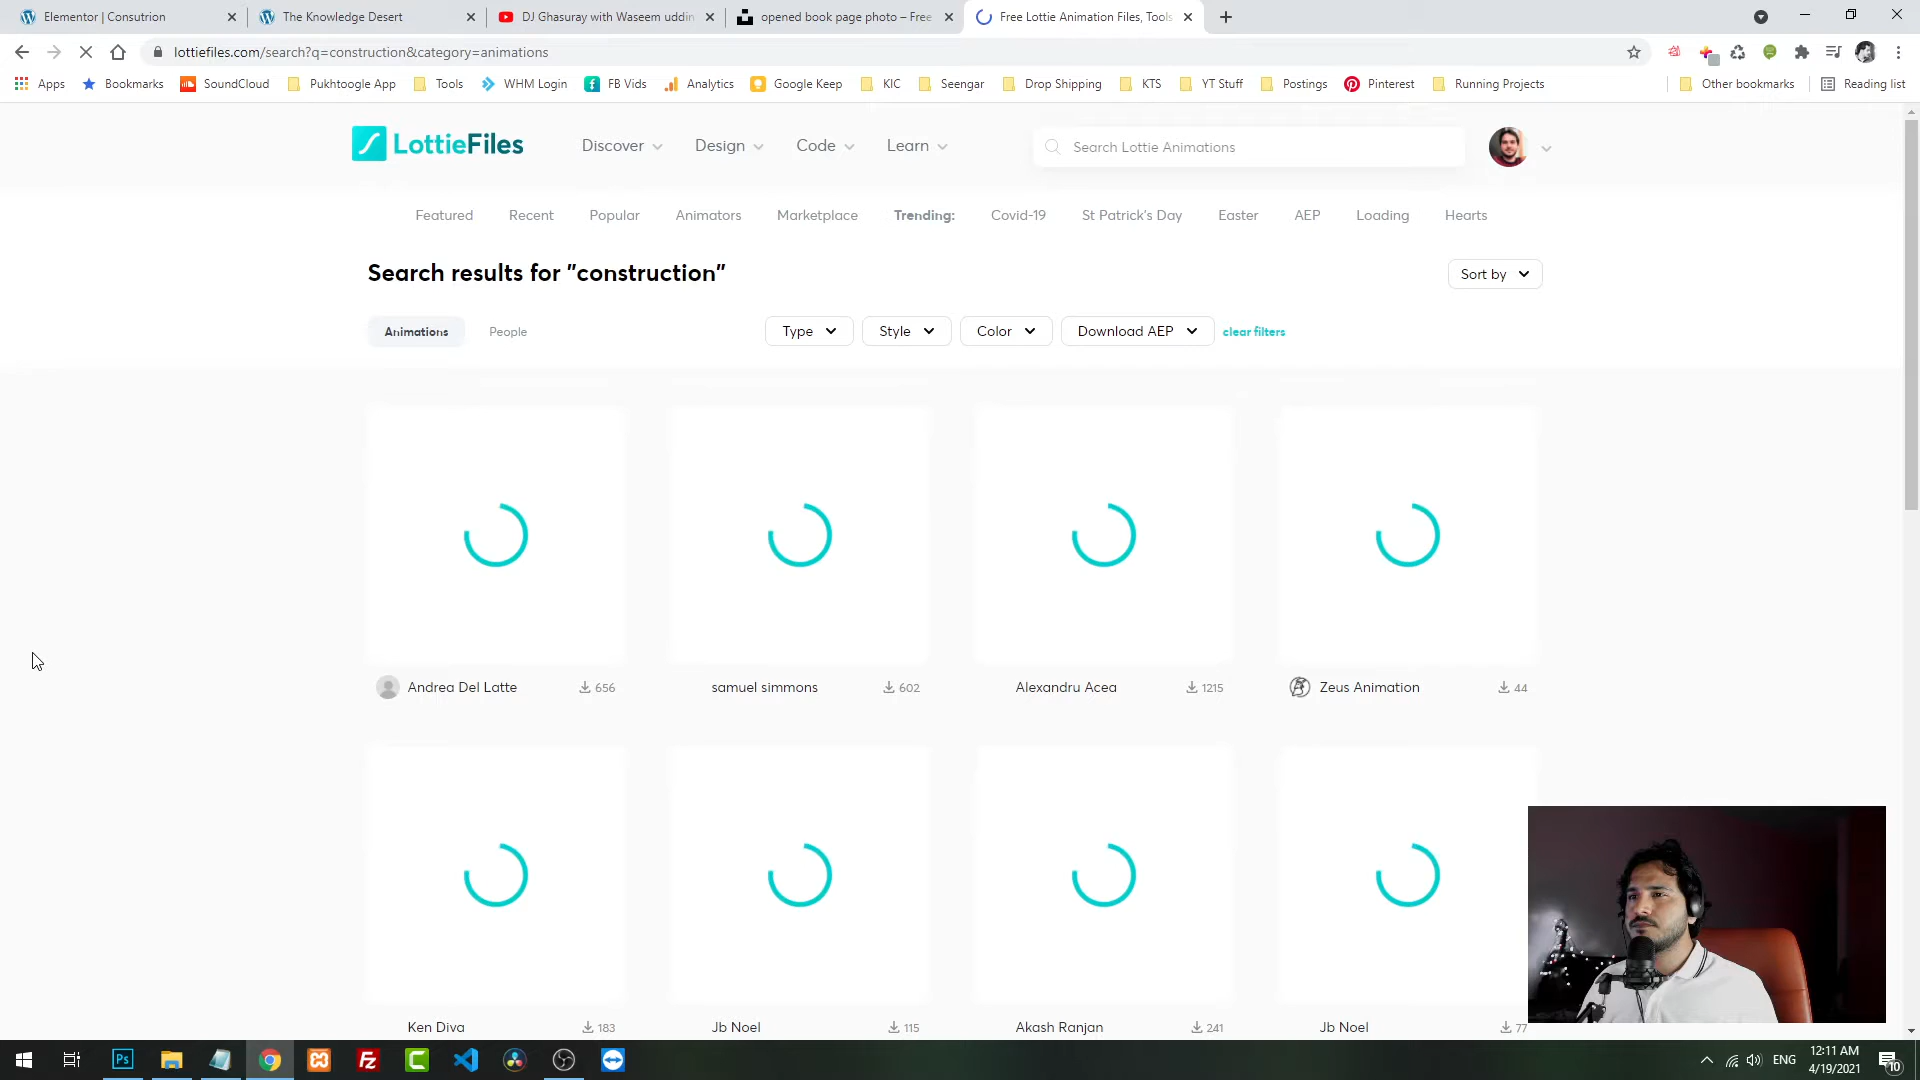 Elementor | Consutrion
The Knowledge Desert
DJ Ghasuray with Waseem uddin
opened book page photo – Free
Free Lottie Animation Files, Tools
lottiefiles.com/search?q=construction&category=animations
Apps
Bookmarks
SoundCloud
Pukhtoogle App
Tools
WHM Login
FB Vids
Analytics
Google Keep
KIC
Seengar
Drop Shipping
KTS
YT Stuff
Postings
Pinterest
Running Projects
Other bookmarks
Reading list
LottieFiles
Discover
Design
Code
Learn
Search Lottie Animations
Featured
Recent
Popular
Animators
Marketplace
Trending:
Covid-19
St Patrick's Day
Easter
AEP
Loading
Hearts
Search results for "construction"
Sort by
Animations
People
Type
Style
Color
Download AEP
clear filters
Andrea Del Latte
656
samuel simmons
602
Alexandru Acea
1215
Zeus Animation
44
Ken Diva
183
Jb Noel
115
Akash Ranjan
241
Jb Noel
77
Ps
Fz
C
ENG
12:11 AM
4/19/2021
10